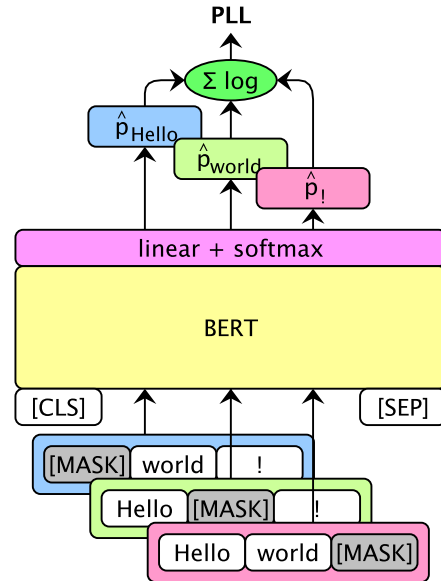 PLL
Σ log
p̂Hello
p̂world
p̂!
linear + softmax
BERT
[CLS] [SEP]
[MASK] world !
Hello [MASK] !
Hello world [MASK]